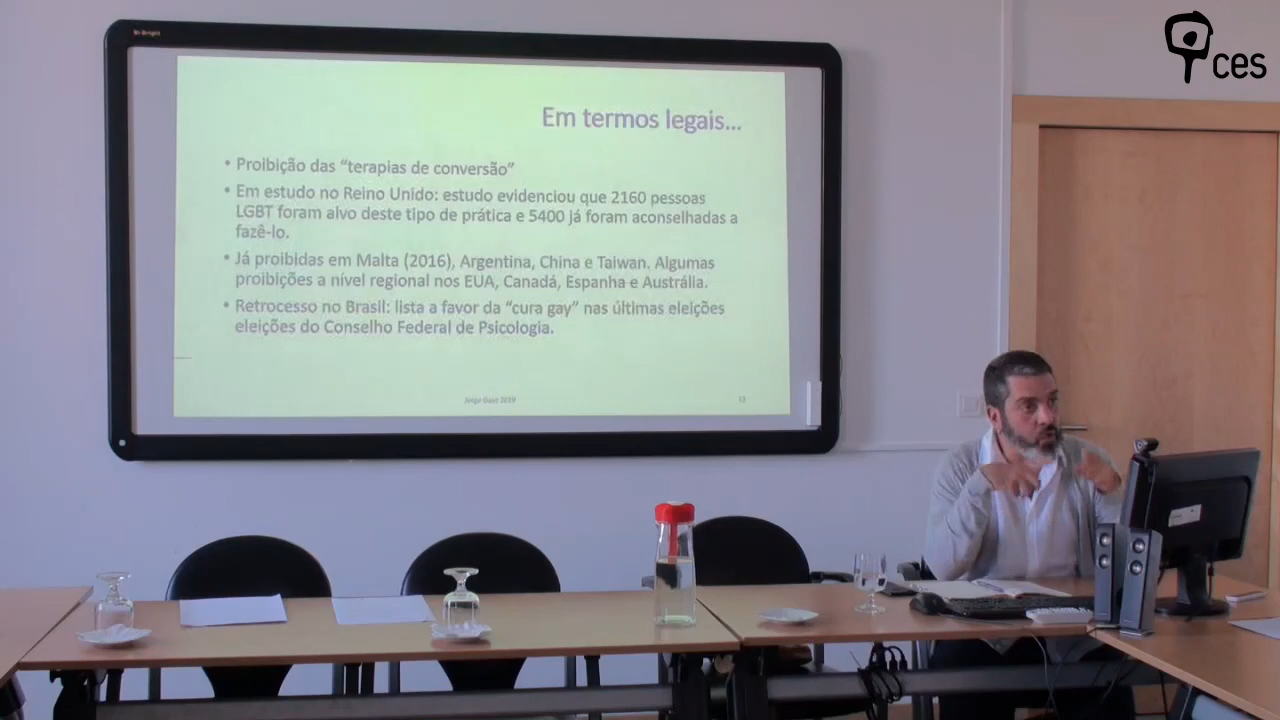 ces
Em termos legais...
• Proibição das “terapias de conversão”
• Em estudo no Reino Unido: estudo evidenciou que 2160 pessoas
LGBT foram alvo deste tipo de prática e 5400 já foram aconselhadas a
fazê-lo.
• Já proibidas em Malta (2016), Argentina, China e Taiwan. Algumas
proibições a nível regional nos EUA, Canadá, Espanha e Austrália.
• Retrocesso no Brasil: lista a favor da “cura gay” nas últimas eleições
eleições do Conselho Federal de Psicologia.
2019
13